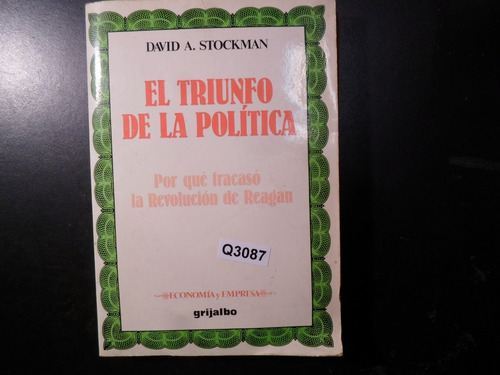 DAVID A. STOCKMAN
EL TRIUNFO
DE LA POLÍTICA
Por qué fracasó
la Revolución de Reagan
Q3087
ECONOMÍA y EMPRESA
grijalbo